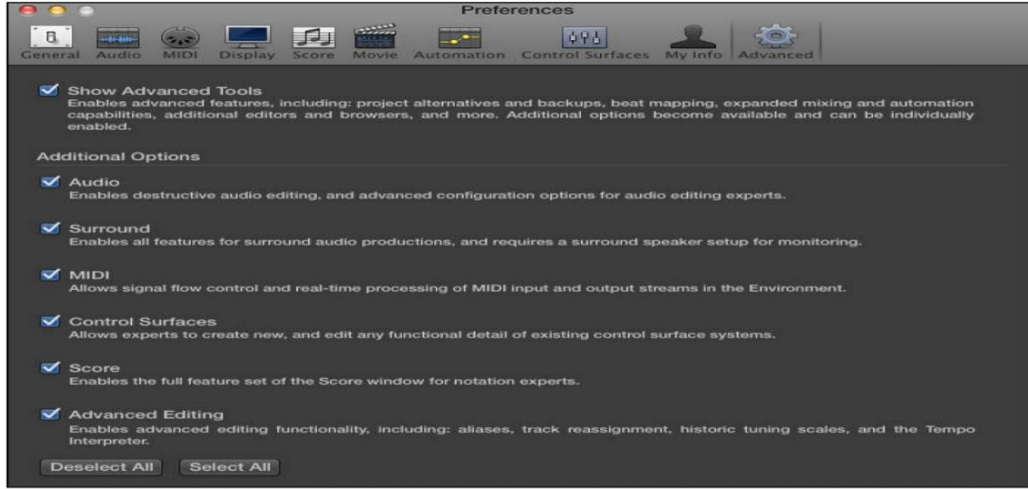 Preferences
General Audio MIDI Display Score Movie Automation Control Surfaces My Info Advanced
Show Advanced Tools
Enables advanced features, including: project alternatives and backups, beat mapping, expanded mixing and automation
capabilities, additional editors and browsers, and more. Additional options become available and can be individually
enabled.
Additional Options
Audio
Enables destructive audio editing, and advanced configuration options for audio editing experts.
Surround
Enables all features for surround audio productions, and requires a surround speaker setup for monitoring.
MIDI
Allows signal flow control and real-time processing of MIDI input and output streams in the Environment.
Control Surfaces
Allows experts to create new, and edit any functional detail of existing control surface systems.
Score
Enables the full feature set of the Score window for notation experts.
Advanced Editing
Enables advanced editing functionality, including: aliases, track reassignment, historic tuning scales, and the Tempo
Interpreter.
Deselect All Select All